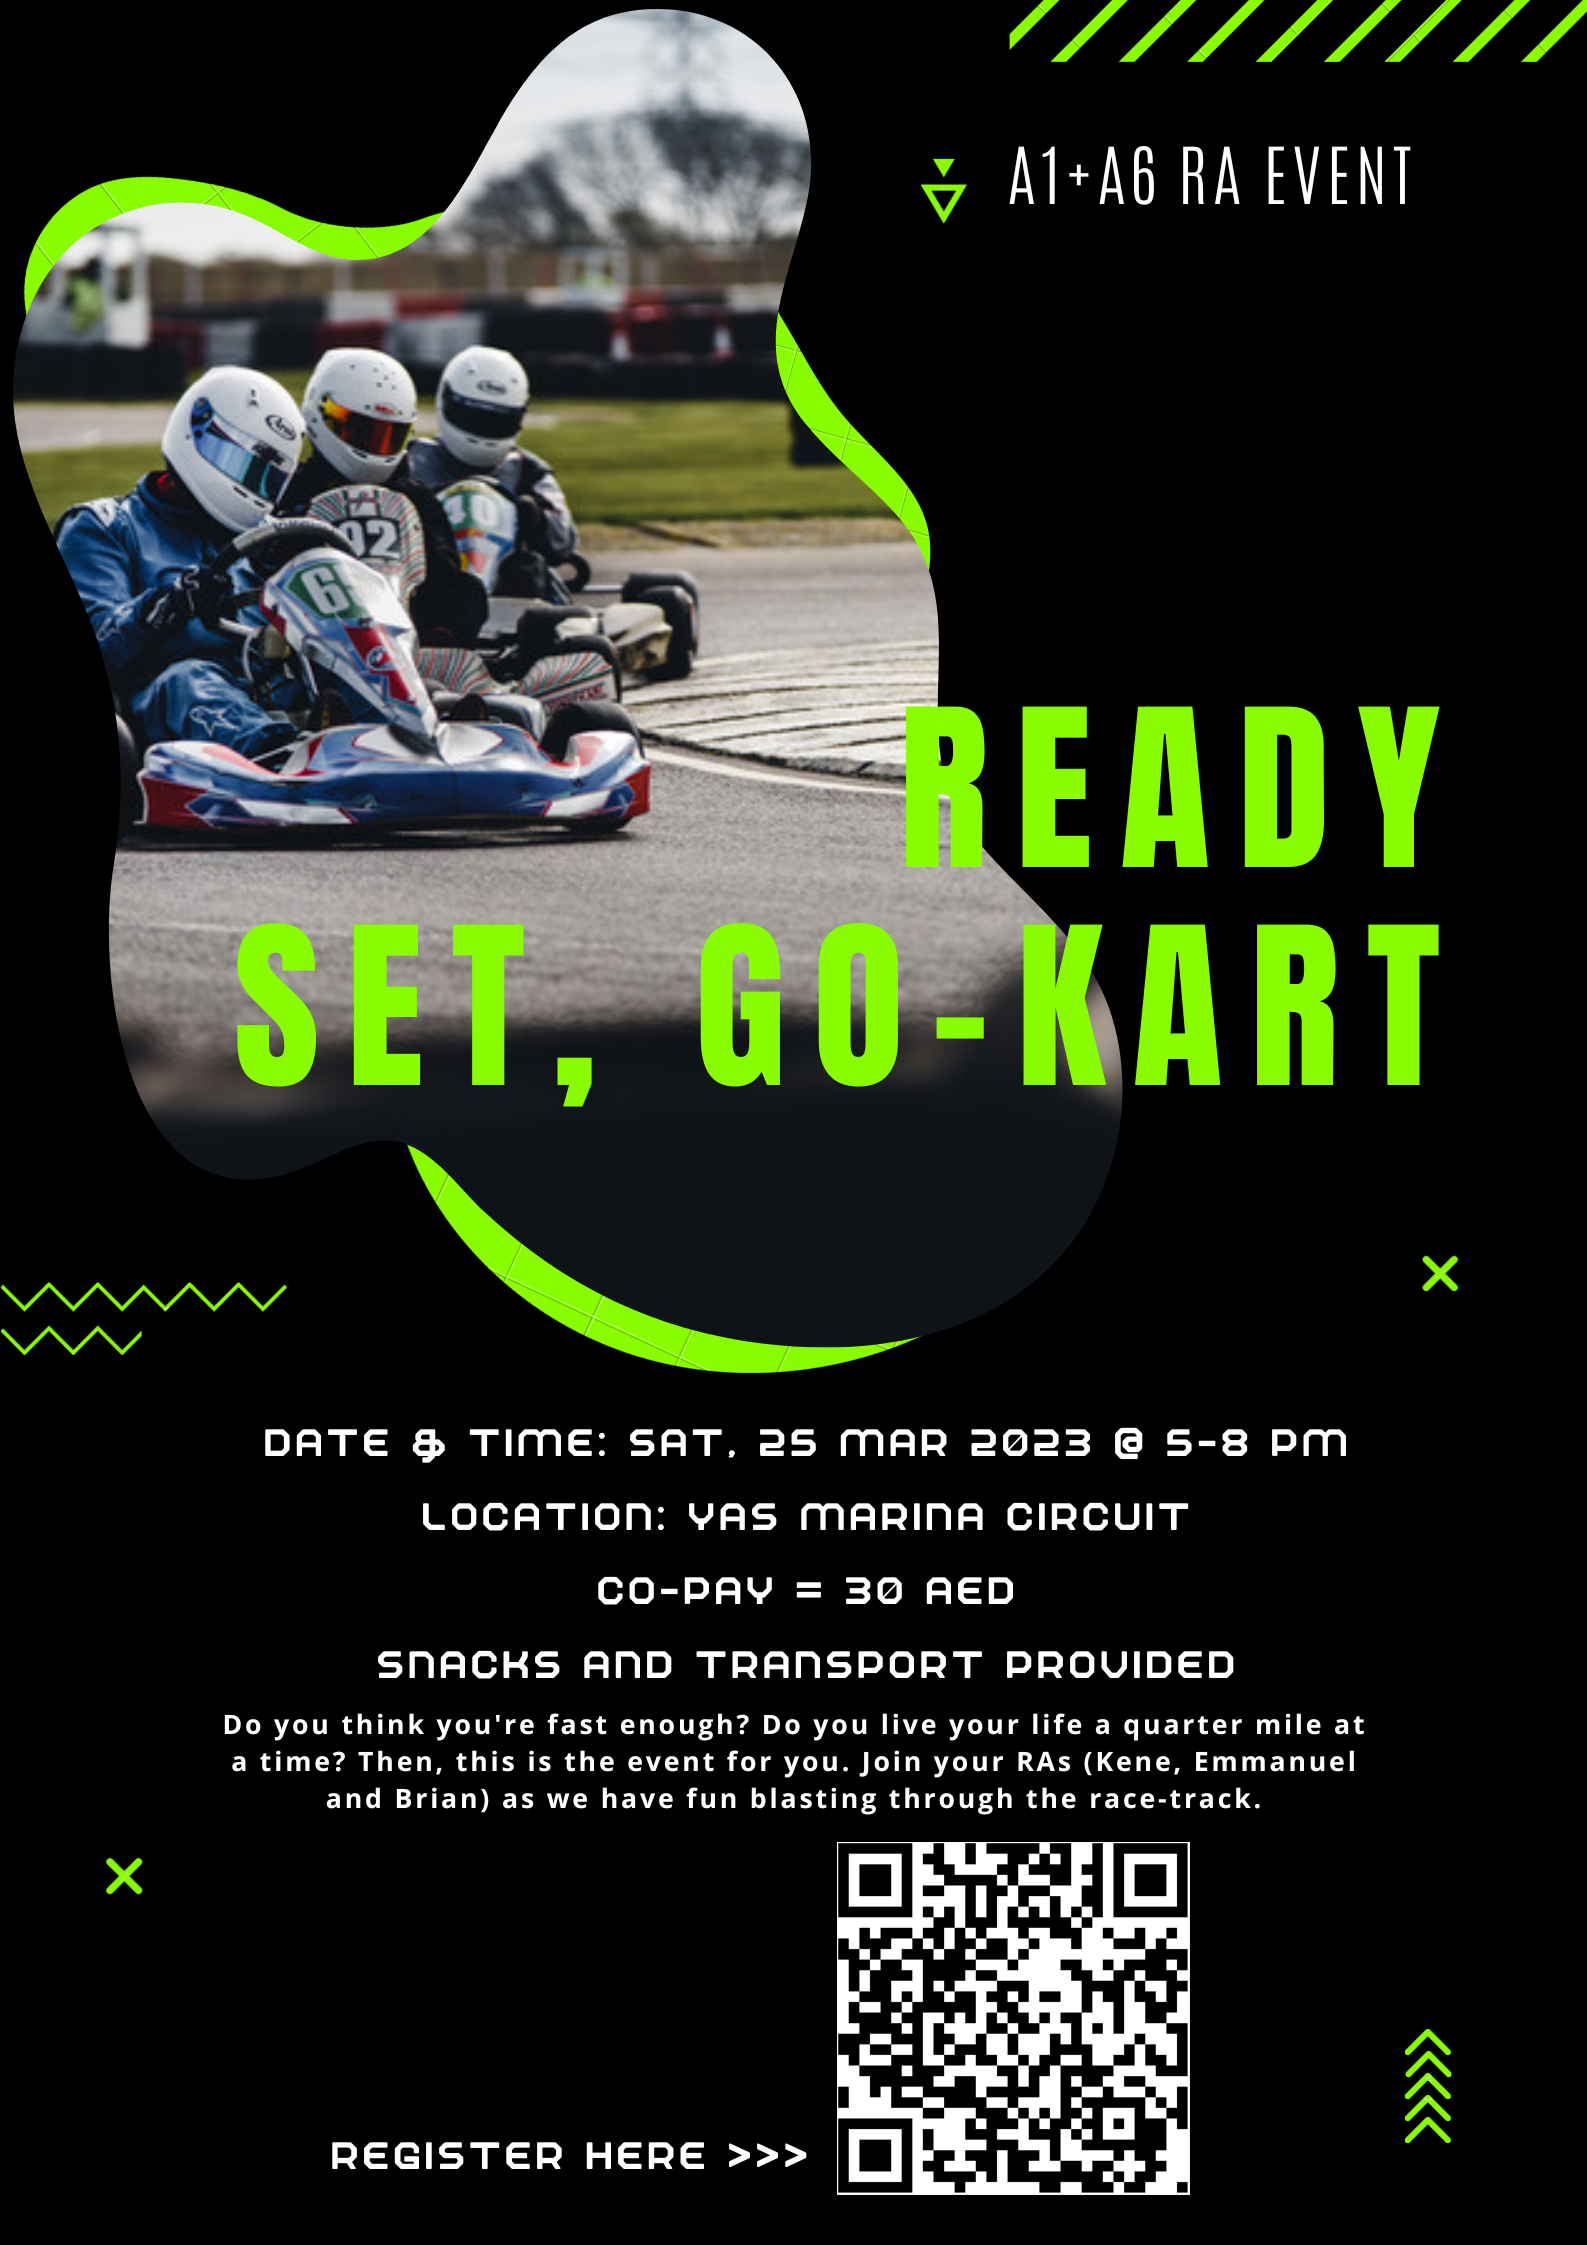 A1+A6 RA EVENT
92
40
READY
SET, GO-KART
DATE & TIME: SAT, 25 MAR 2023 @ 5-8 PM
LOCATION: YAS MARINA CIRCUIT
CO-PAY = 30 AED
SNACKS AND TRANSPORT PROVIDED
Do you think you're fast enough? Do you live your life a quarter mile at
a time? Then, this is the event for you. Join your RAs (Kene, Emmanuel
and Brian) as we have fun blasting through the race-track.
REGISTER HERE >>>